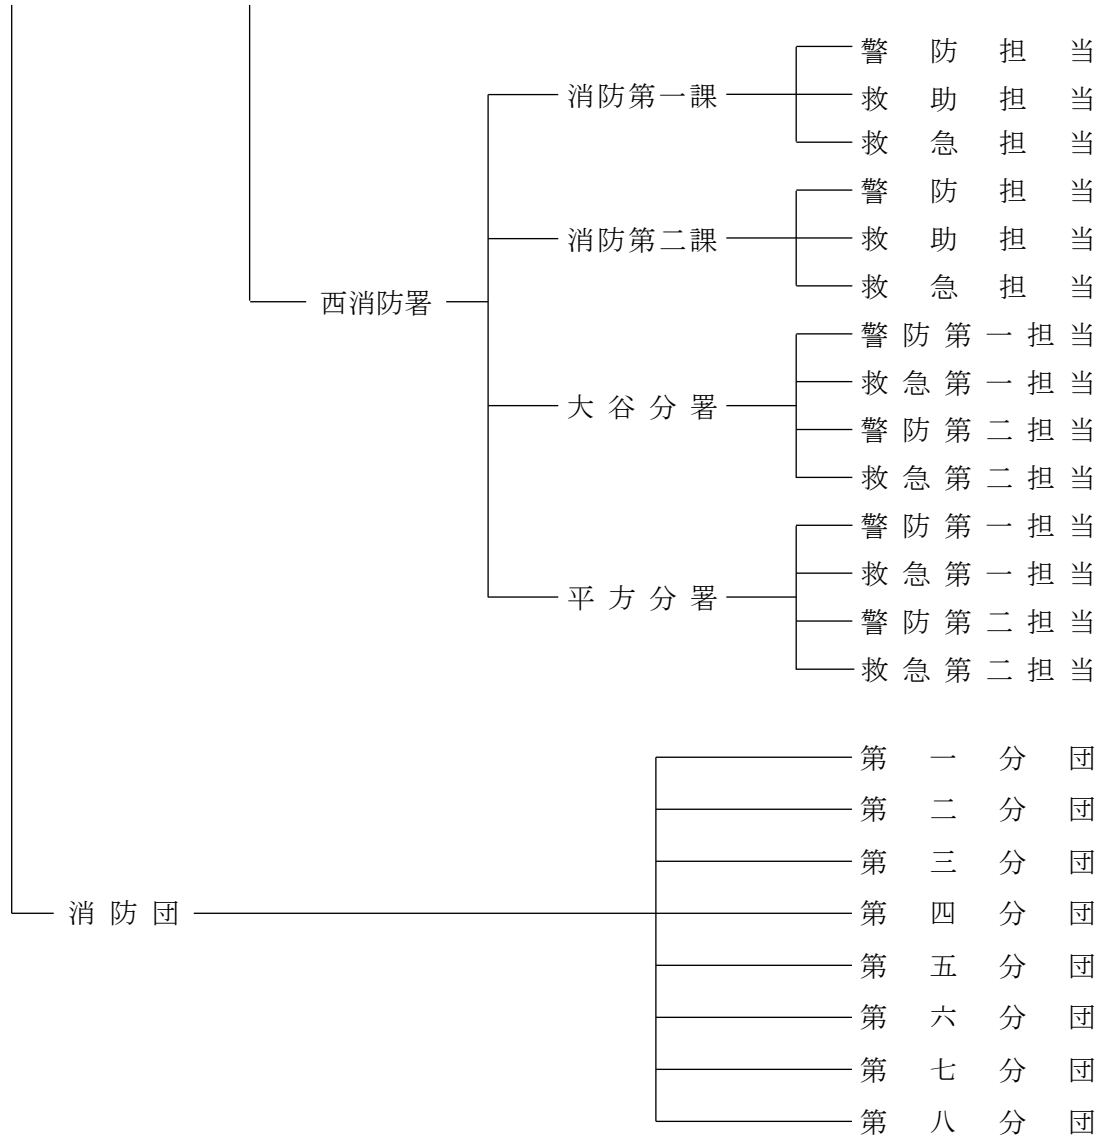 警防担当
消防第一課 救助担当
救急担当
警防担当
消防第二課 救助担当
救急担当
西消防署
警防第一担当
救急第一担当
大谷分署
警防第二担当
救急第二担当
警防第一担当
救急第一担当
平方分署
警防第二担当
救急第二担当
第一分団
第二分団
第三分団
消防団 第四分団
第五分団
第六分団
第七分団
第八分団